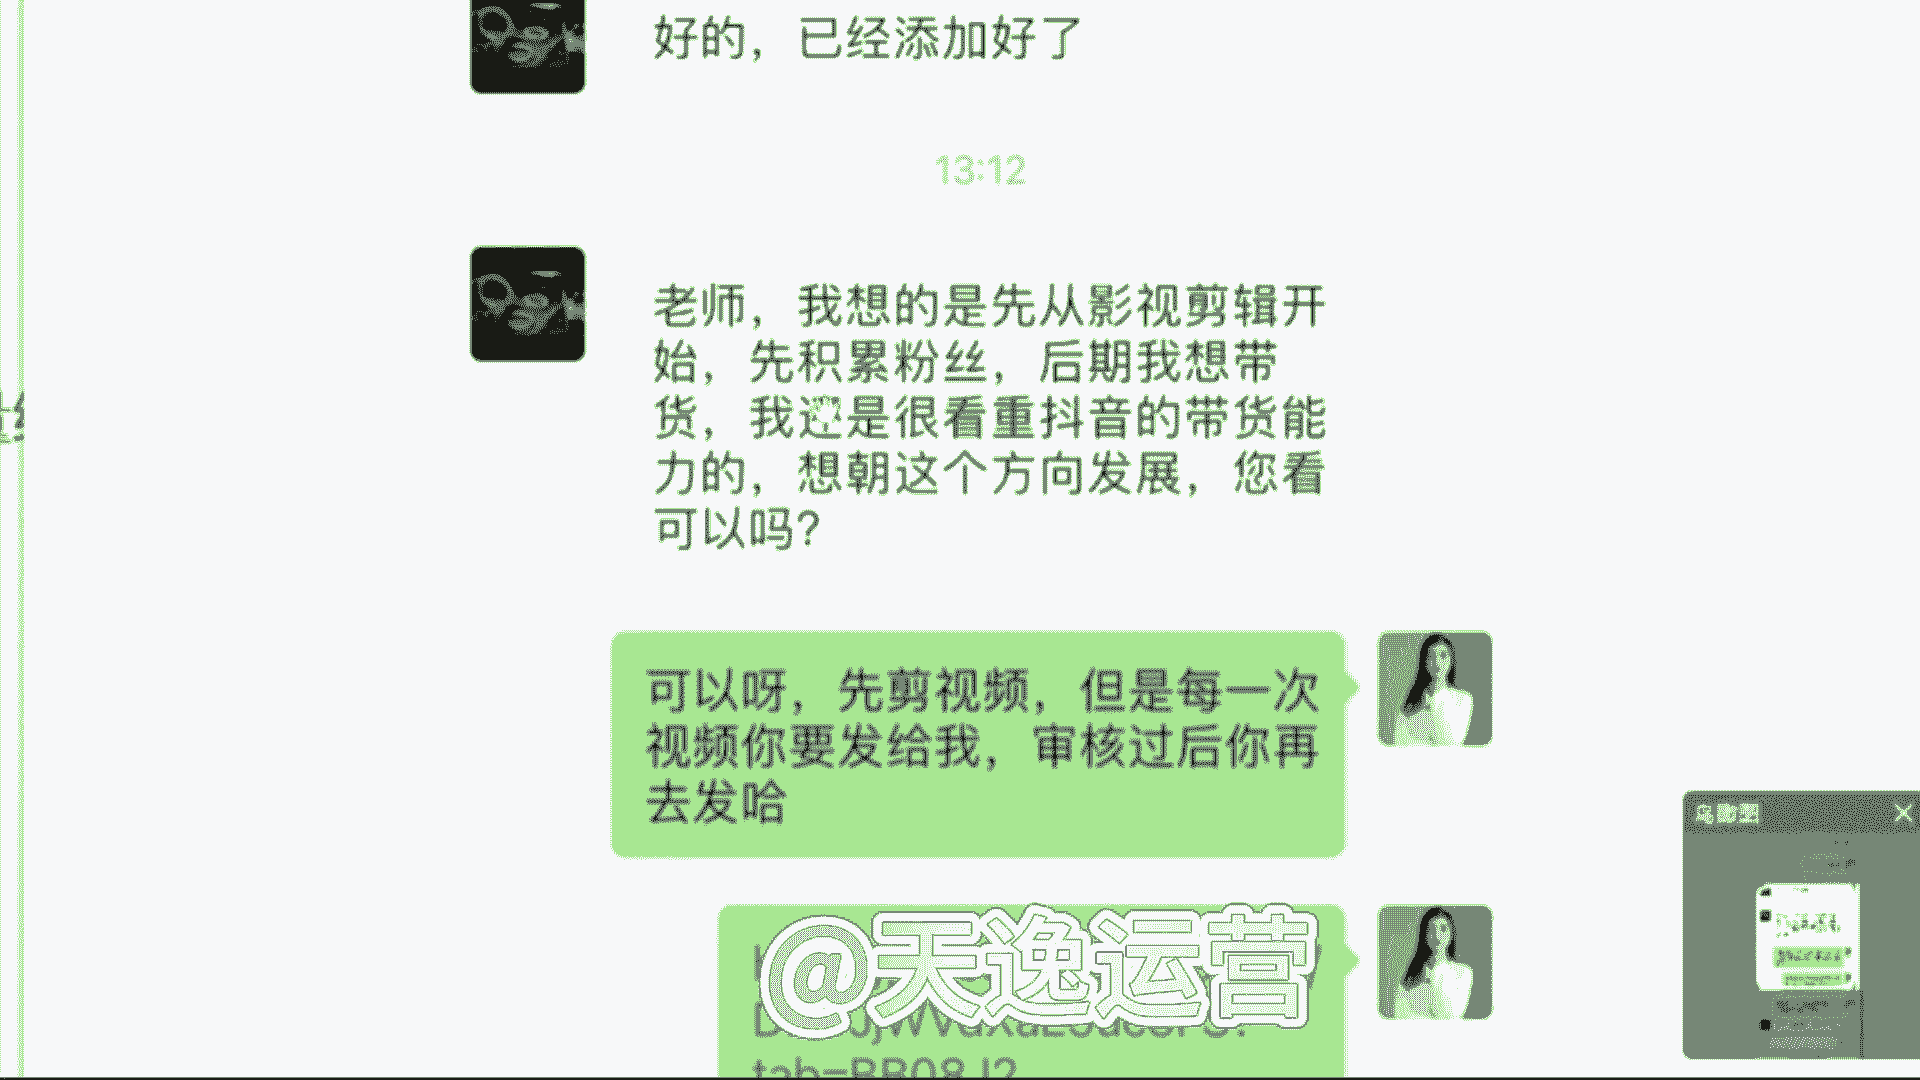 好的，已经添加好了
13:12
老师，我想的是先从影视剪辑开
始，先积累粉丝，后期我想带
货，我还是很看重抖音的带货能
力的，想朝这个方向发展，您看
可以吗？
可以呀，先剪视频，但是每一次
视频你要发给我，审核过后你再
去发哈
@天逸运营
tab=BB08J2